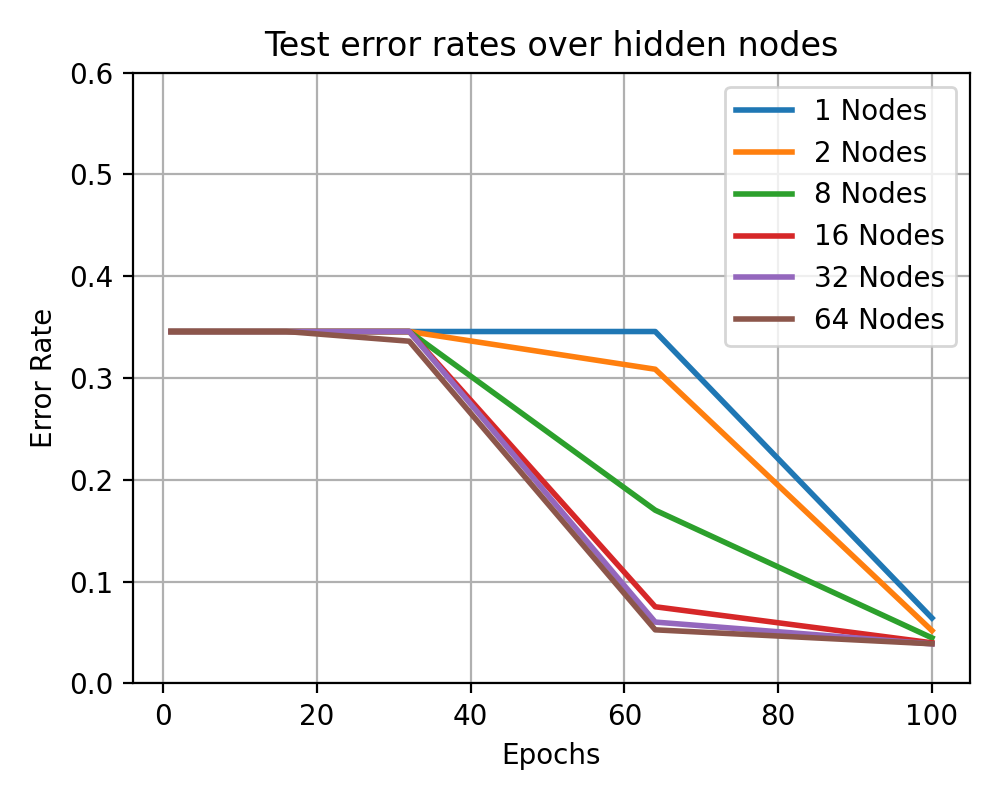 Test error rates over hidden nodes
0.6
0.5
0.4
0.3
0.2
0.1
0.0
Error Rate
1 Nodes
2 Nodes
8 Nodes
16 Nodes
32 Nodes
64 Nodes
0 20 40 60 80 100
Epochs